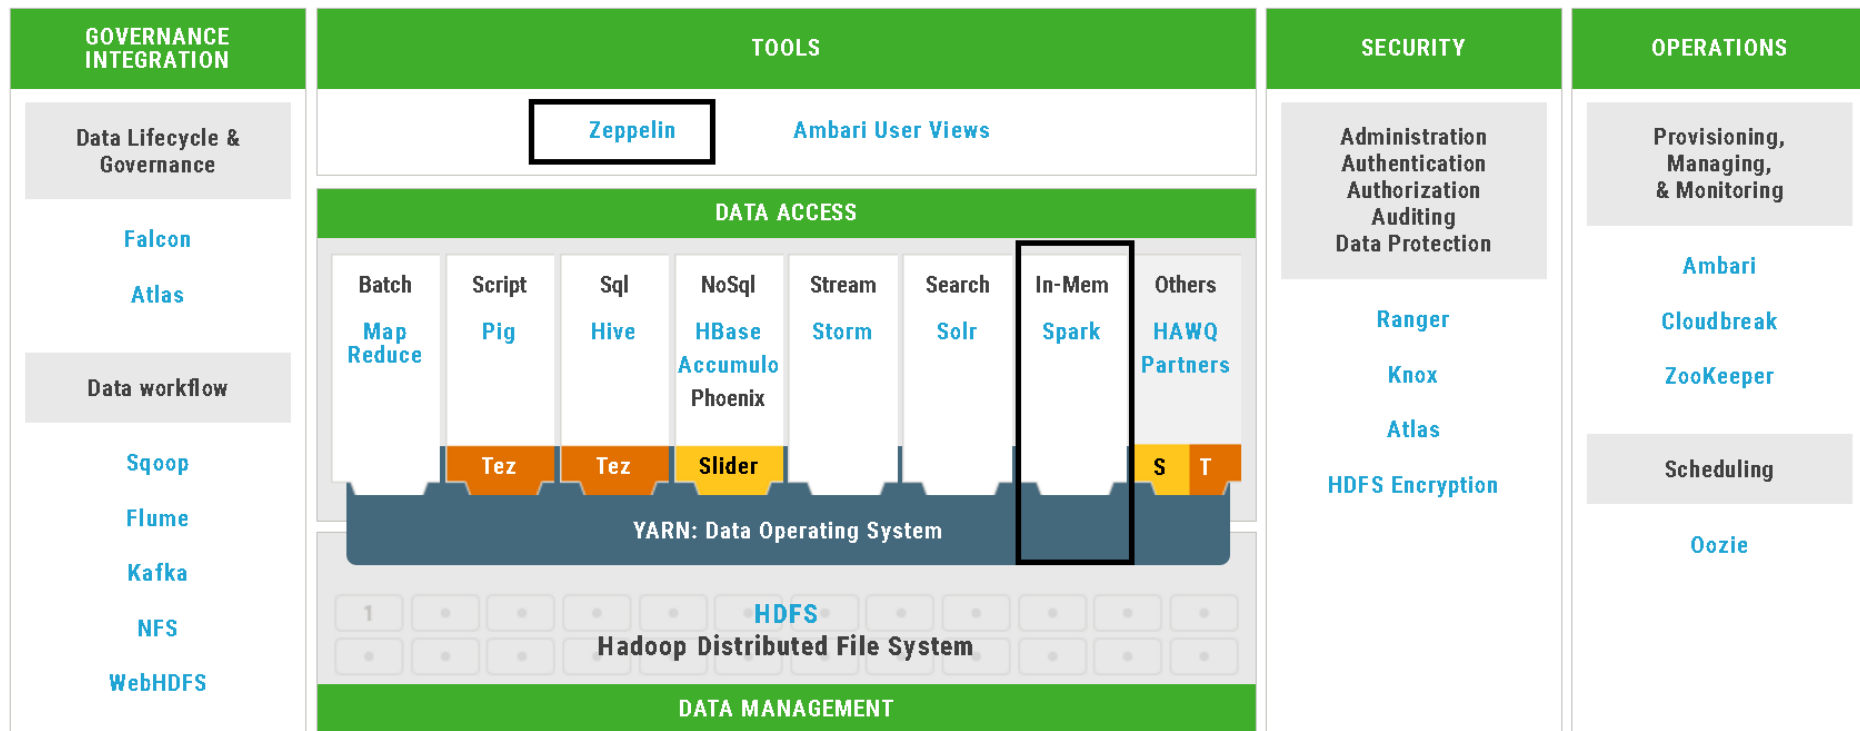 GOVERNANCE
INTEGRATION
Data Lifecycle &
Governance
Falcon
Atlas
Data workflow
Sqoop
Flume
Kafka
NFS
WebHDFS
TOOLS
Zeppelin
Ambari User Views
DATA ACCESS
Batch
Map
Reduce
Script
Pig
Tez
Sql
Hive
Tez
NoSql
HBase
Accumulo
Phoenix
Slider
Stream
Storm
Search
Solr
In-Mem
Spark
Others
HAWQ
Partners
S
T
YARN: Data Operating System
1
HDFS
Hadoop Distributed File System
DATA MANAGEMENT
SECURITY
Administration
Authentication
Authorization
Auditing
Data Protection
Ranger
Knox
Atlas
HDFS Encryption
OPERATIONS
Provisioning,
Managing,
& Monitoring
Ambari
Cloudbreak
ZooKeeper
Scheduling
Oozie